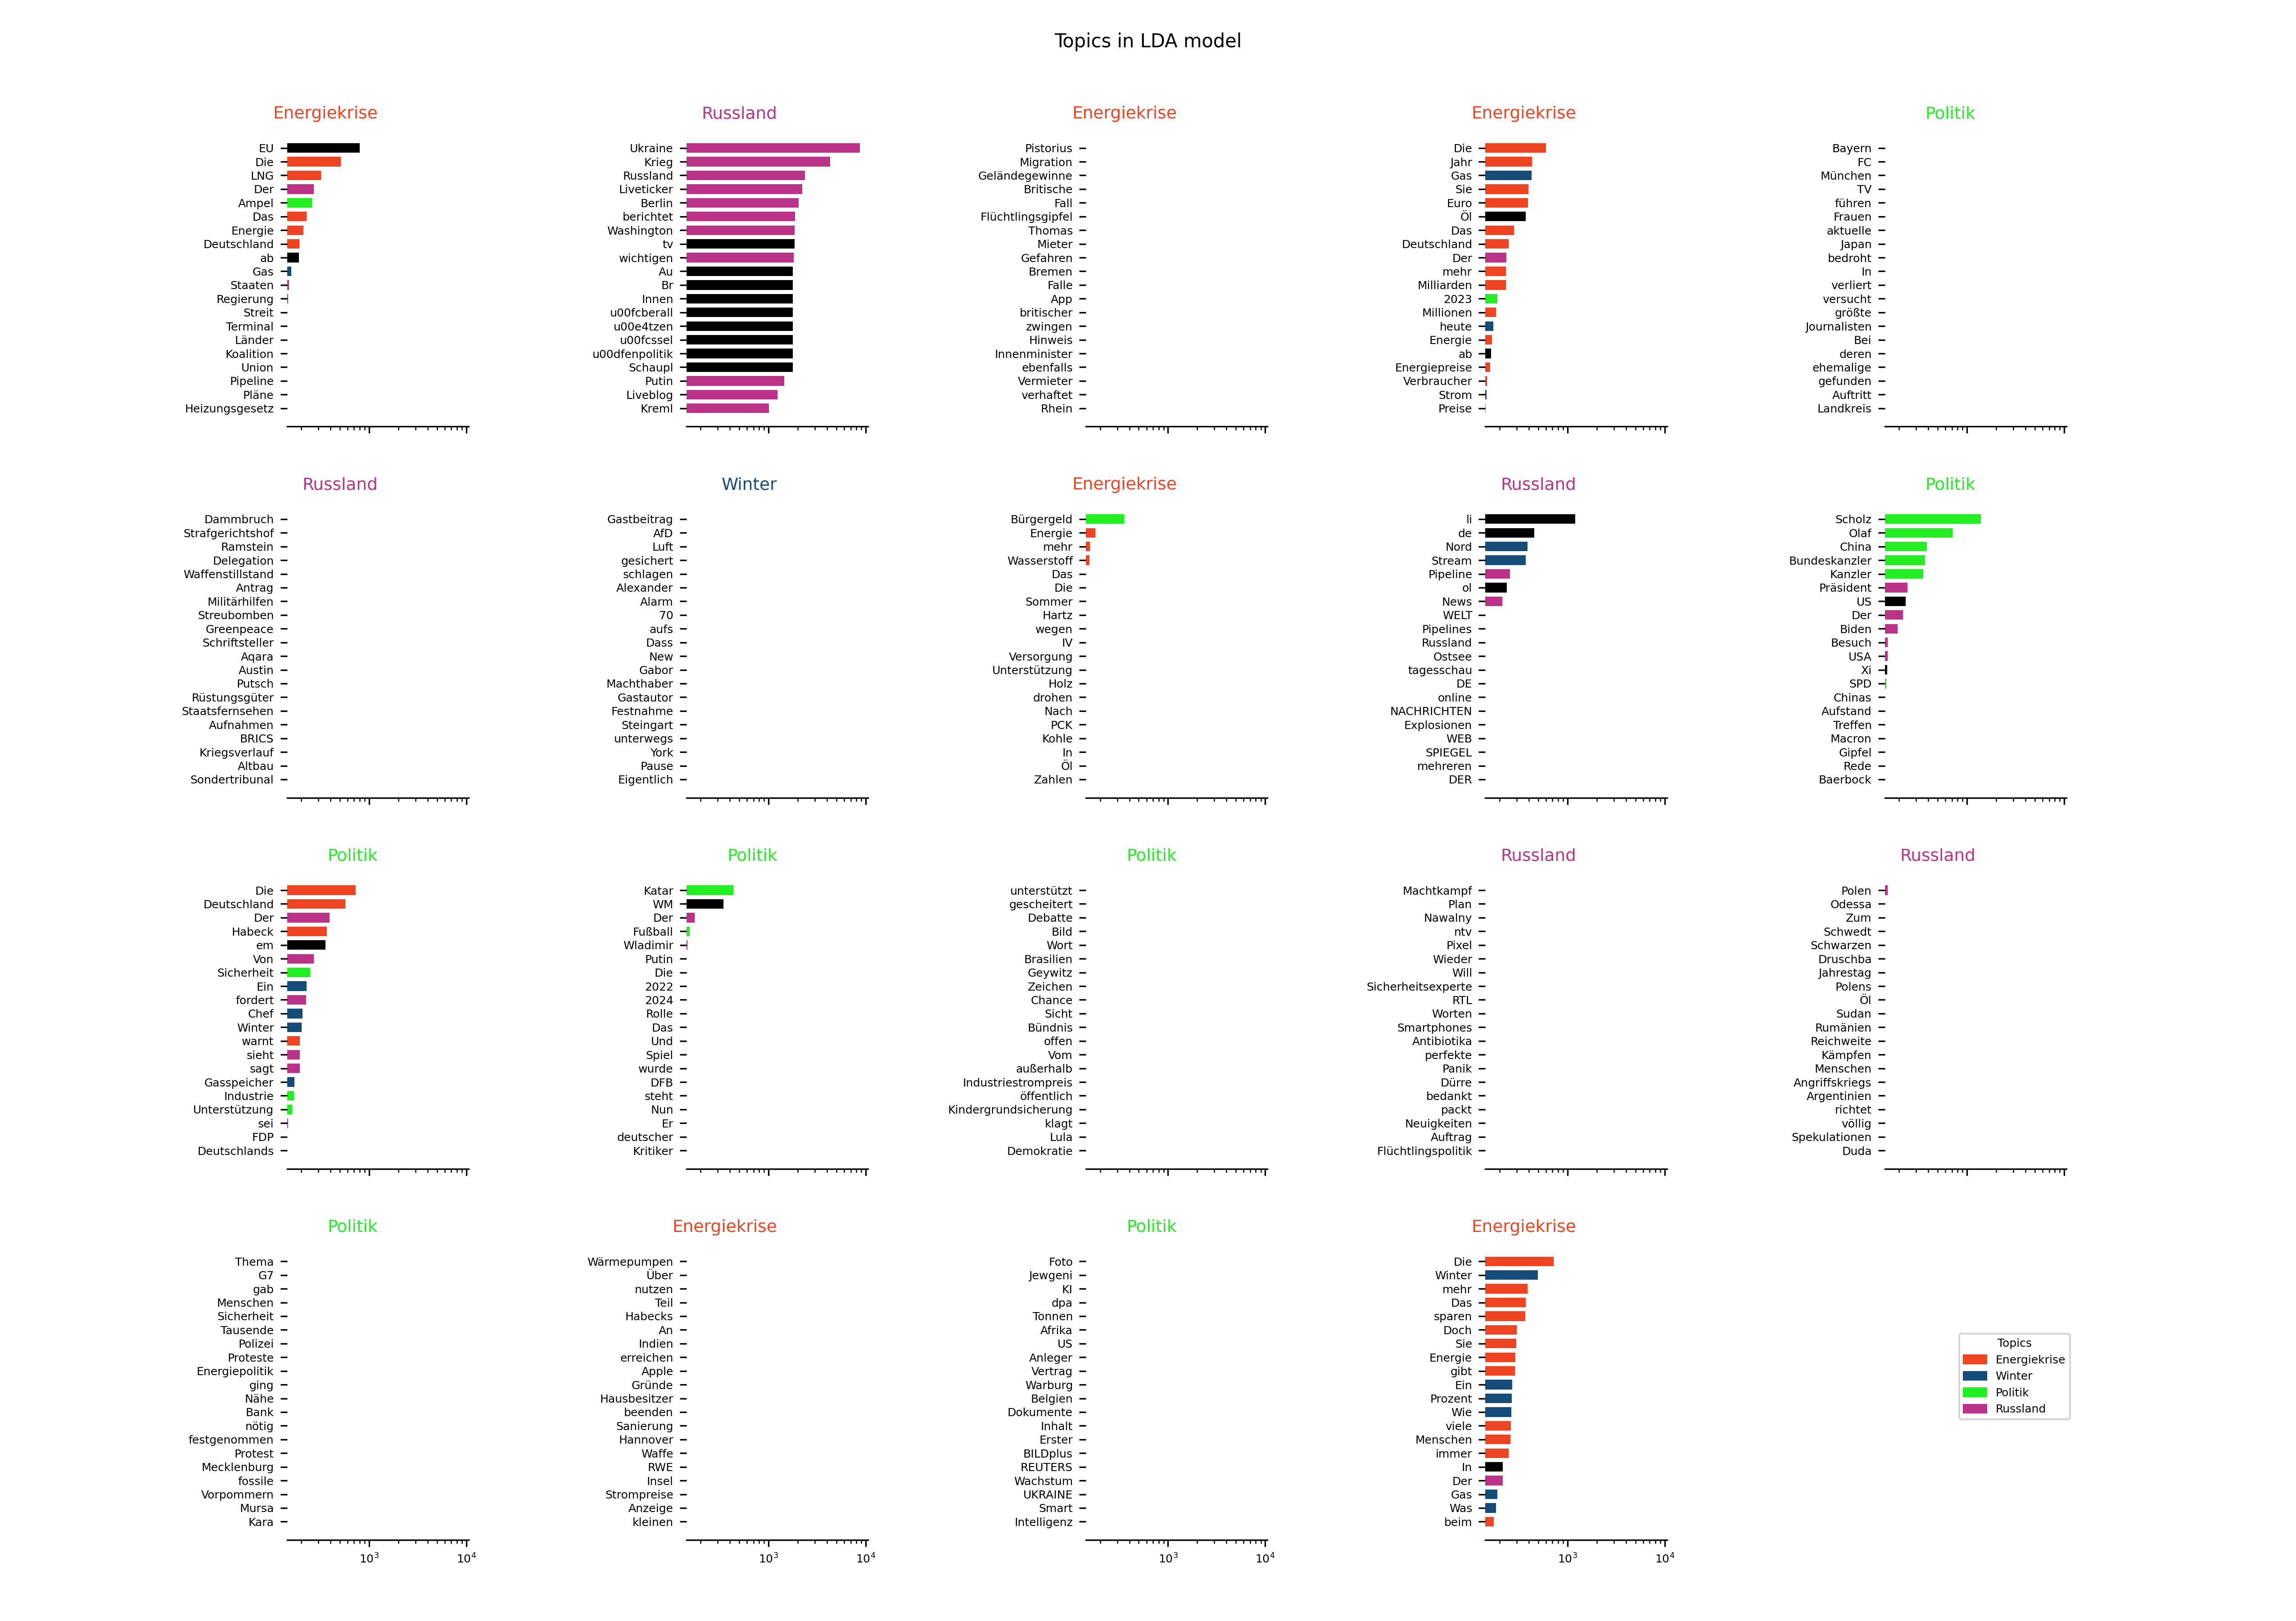 Topics in LDA model
Energiekrise
EU
Die
LNG
Der
Ampel
Das
Energie
Deutschland
ab
Gas
Staaten
Regierung
Streit
Terminal
Länder
Koalition
Union
Pipeline
Pläne
Heizungsgesetz
Russland
Ukraine
Krieg
Russland
Liveticker
Berlin
berichtet
Washington
tv
wichtigen
Au
Br
Innen
u00fcberall
u00e4tzen
u00fcssel
u00dfenpolitik
Schaupl
Putin
Liveblog
Kreml
Energiekrise
Pistorius
Migration
Geländegewinne
Britische
Fall
Flüchtlingsgipfel
Thomas
Mieter
Gefahren
Bremen
Falle
App
britischer
zwingen
Hinweis
Innenminister
ebenfalls
Vermieter
verhaftet
Rhein
Energiekrise
Die
Jahr
Gas
Sie
Euro
Öl
Das
Deutschland
Der
mehr
Milliarden
2023
Millionen
heute
Energie
ab
Energiepreise
Verbraucher
Strom
Preise
Politik
Bayern
FC
München
TV
führen
Frauen
aktuelle
Japan
bedroht
In
verliert
versucht
größte
Journalisten
Bei
deren
ehemalige
gefunden
Auftritt
Landkreis
Russland
Dammbruch
Strafgerichtshof
Ramstein
Delegation
Waffenstillstand
Antrag
Militärhilfen
Streubomben
Greenpeace
Schriftsteller
Aqara
Austin
Putsch
Rüstungsgüter
Staatsfernsehen
Aufnahmen
BRICS
Kriegsverlauf
Altbau
Sondertribunal
Winter
Gastbeitrag
AfD
Luft
gesichert
schlagen
Alexander
Alarm
70
aufs
Dass
New
Gabor
Machthaber
Gastautor
Festnahme
Steingart
unterwegs
York
Pause
Eigentlich
Energiekrise
Bürgergeld
Energie
mehr
Wasserstoff
Das
Die
Sommer
Hartz
wegen
IV
Versorgung
Unterstützung
Holz
drohen
Nach
PCK
Kohle
In
Öl
Zahlen
Russland
li
de
Nord
Stream
Pipeline
ol
News
WELT
Pipelines
Russland
Ostsee
tagesschau
DE
online
NACHRICHTEN
Explosionen
WEB
SPIEGEL
mehreren
DER
Politik
Scholz
Olaf
China
Bundeskanzler
Kanzler
Präsident
US
Der
Biden
Besuch
USA
Xi
SPD
Chinas
Aufstand
Treffen
Macron
Gipfel
Rede
Baerbock
Politik
Die
Deutschland
Der
Habeck
em
Von
Sicherheit
Ein
fordert
Chef
Winter
warnt
sieht
sagt
Gasspeicher
Industrie
Unterstützung
sei
FDP
Deutschlands
Politik
Katar
WM
Der
Fußball
Wladimir
Putin
Die
2022
2024
Rolle
Das
Und
Spiel
wurde
DFB
steht
Nun
Er
deutscher
Kritiker
Politik
unterstützt
gescheitert
Debatte
Bild
Wort
Brasilien
Geywitz
Zeichen
Chance
Sicht
Bündnis
offen
Vom
außerhalb
Industriestrompreis
öffentlich
Kindergrundsicherung
klagt
Lula
Demokratie
Russland
Machtkampf
Plan
Nawalny
ntv
Pixel
Wieder
Will
Sicherheitsexperte
RTL
Worten
Smartphones
Antibiotika
perfekte
Panik
Dürre
bedankt
packt
Neuigkeiten
Auftrag
Flüchtlingspolitik
Russland
Polen
Odessa
Zum
Schwedt
Schwarzen
Druschba
Jahrestag
Polens
Öl
Sudan
Rumänien
Reichweite
Kämpfen
Menschen
Angriffskriegs
Argentinien
richtet
völlig
Spekulationen
Duda
Politik
Thema
G7
gab
Menschen
Sicherheit
Tausende
Polizei
Proteste
Energiepolitik
ging
Nähe
Bank
nötig
festgenommen
Protest
Mecklenburg
fossile
Vorpommern
Mursa
Kara
10³ 10⁴
Energiekrise
Wärmepumpen
Über
nutzen
Teil
Habecks
An
Indien
erreichen
Apple
Gründe
Hausbesitzer
beenden
Sanierung
Hannover
Waffe
RWE
Insel
Strompreise
Anzeige
kleinen
10³ 10⁴
Politik
Foto
Jewgeni
KI
dpa
Tonnen
Afrika
US
Anleger
Vertrag
Warburg
Belgien
Dokumente
Inhalt
Erster
BILDplus
REUTERS
Wachstum
UKRAINE
Smart
Intelligenz
10³ 10⁴
Energiekrise
Die
Winter
mehr
Das
sparen
Doch
Sie
Energie
gibt
Ein
Prozent
Wie
viele
Menschen
immer
In
Der
Gas
Was
beim
10³ 10⁴
Topics
Energiekrise
Winter
Politik
Russland